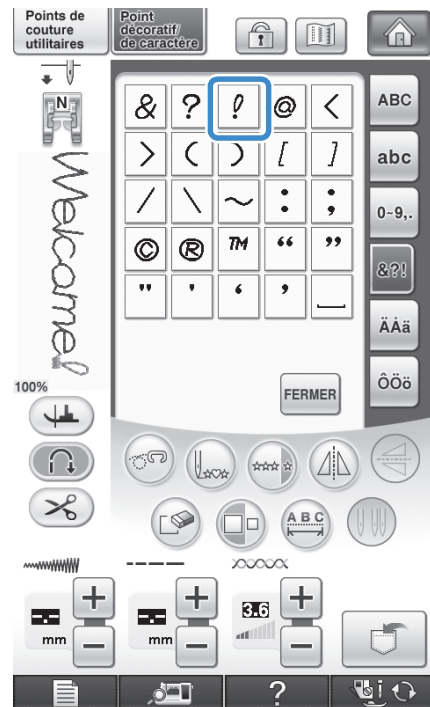 Points de
couture
utilitaires
Point
décoratif/
de caractère
N
Welcome!
100%
& ? ! @ <
> ( ) [ ]
/ \ ~ : ;
© ® TM “ ”
" ' ‘ ’ _
FERMER
ABC
abc
0~9,.
&?!
ÄÅä
ÔÖö
A B C
mm
+
−
mm
+
−
3.6
+
−
?